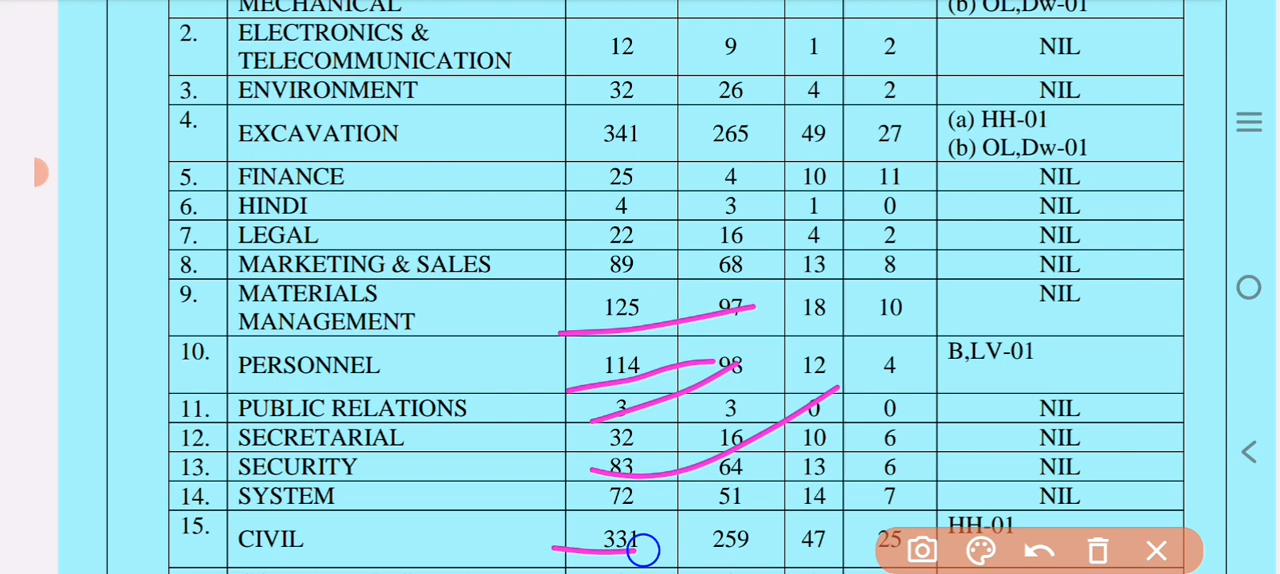 MECHANICAL (b) OL,Dw-01
2. ELECTRONICS & TELECOMMUNICATION 12 9 1 2 NIL
3. ENVIRONMENT 32 26 4 2 NIL
4. EXCAVATION 341 265 49 27 (a) HH-01
(b) OL,Dw-01
5. FINANCE 25 4 10 11 NIL
6. HINDI 4 3 1 0 NIL
7. LEGAL 22 16 4 2 NIL
8. MARKETING & SALES 89 68 13 8 NIL
9. MATERIALS MANAGEMENT 125 97 18 10 NIL
10. PERSONNEL 114 98 12 4 B,LV-01
11. PUBLIC RELATIONS 3 3 0 0 NIL
12. SECRETARIAL 32 16 10 6 NIL
13. SECURITY 83 64 13 6 NIL
14. SYSTEM 72 51 14 7 NIL
15. CIVIL 331 259 47 25 HH-01